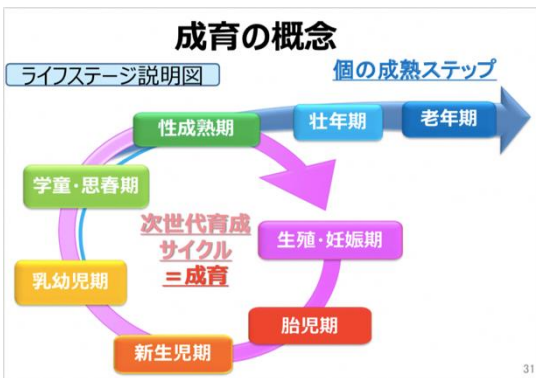 成育の概念
ライフステージ説明図
個の成熟ステップ
性成熟期
壮年期
老年期
学童・思春期
次世代育成
サイクル
=成育
生殖・妊娠期
乳幼児期
胎児期
新生児期
31